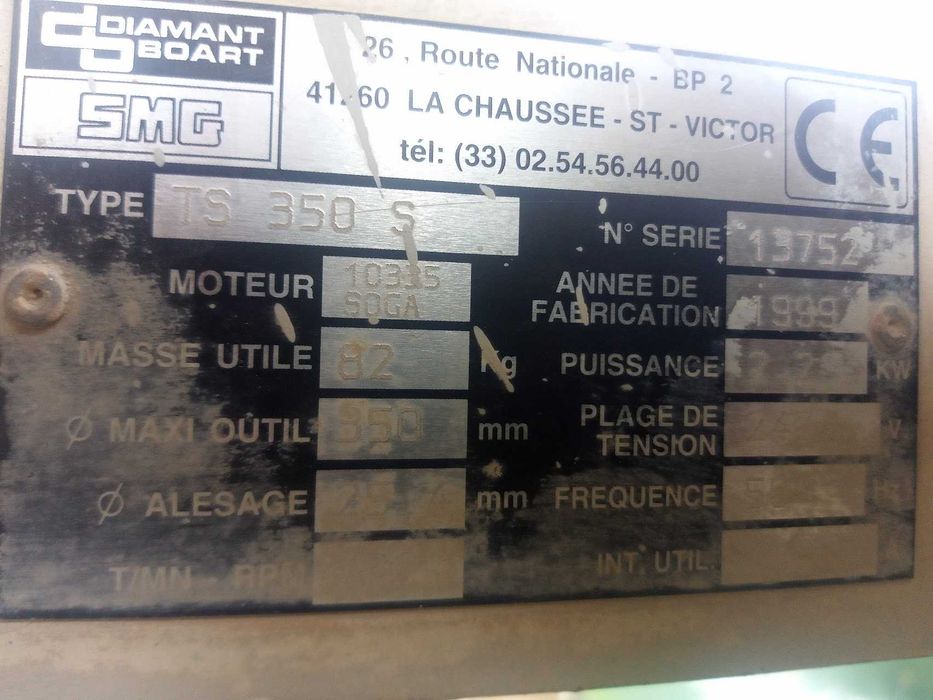 DIAMANT
BOART
SMG
26 , Route Nationale - BP 2
41260 LA CHAUSSEE - ST - VICTOR
tél: (33) 02.54.56.44.00
CE
TYPE TS 350 S
N° SERIE 13752
MOTEUR 10335
SOGA
ANNEE DE
FABRICATION 1999
MASSE UTILE 82 Kg
PUISSANCE KW
Ø MAXI OUTIL 350 mm
PLAGE DE
TENSION V
Ø ALESAGE mm
FREQUENCE
T/MN - RPM
INT. UTIL.